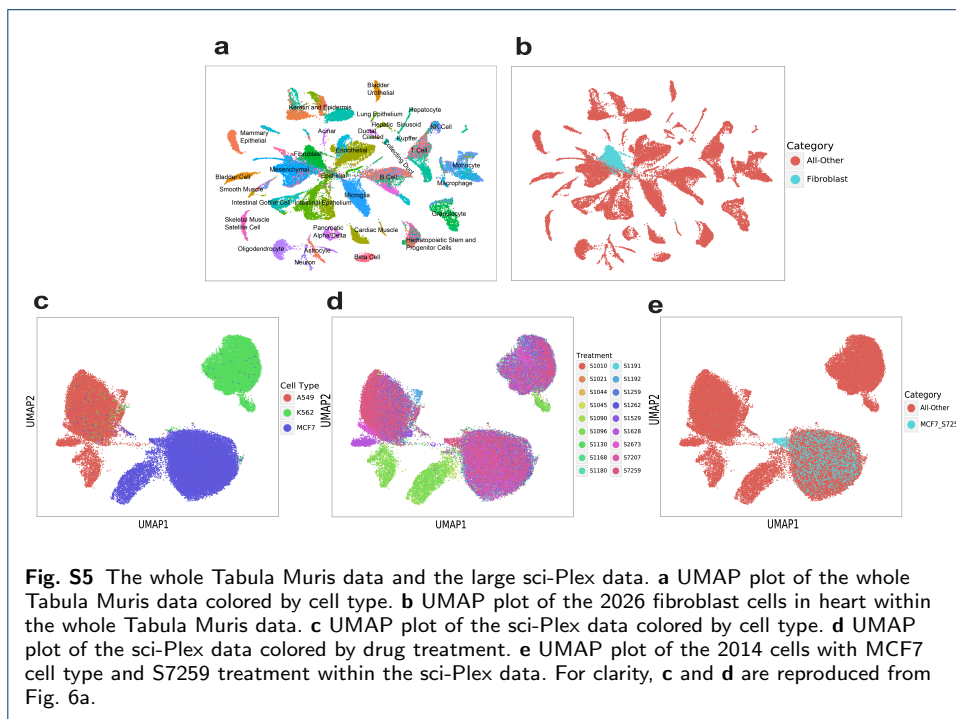 a
b
Bladder
Urothelial
Keratin and Epidermis
Lung Epithelium
Hepatocyte
Mammary
Epithelial
Acinar
Ductal
Hepatic Sinusoid
Ciliated
Kupffer
NK Cell
Fibroblast
Endothelial
Collecting Duct
T Cell
Mesenchymal
Epithelial
Monocyte
Macrophage
Bladder Cell
B Cell
Smooth Muscle
Microglia
Intestinal Goblet Cell
Intestinal Epithelium
Granulocyte
Skeletal Muscle
Satellite Cell
Pancreatic
Alpha/Delta
Cardiac Muscle
Hematopoietic Stem and
Progenitor Cells
Oligodendrocyte
Astrocyte
Neuron
Beta Cell
Category
All-Other
Fibroblast
c
d
e
UMAP2
UMAP1
Cell Type
A549
K562
MCF7
UMAP2
UMAP1
Treatment
S1010
S1021
S1044
S1045
S1090
S1096
S1130
S1168
S1180
S1191
S1192
S1259
S1262
S1529
S1628
S2673
S7207
S7259
UMAP2
UMAP1
Category
All-Other
MCF7_S725
Fig. S5 The whole Tabula Muris data and the large sci-Plex data. a UMAP plot of the whole
Tabula Muris data colored by cell type. b UMAP plot of the 2026 fibroblast cells in heart within
the whole Tabula Muris data. c UMAP plot of the sci-Plex data colored by cell type. d UMAP
plot of the sci-Plex data colored by drug treatment. e UMAP plot of the 2014 cells with MCF7
cell type and S7259 treatment within the sci-Plex data. For clarity, c and d are reproduced from
Fig. 6a.